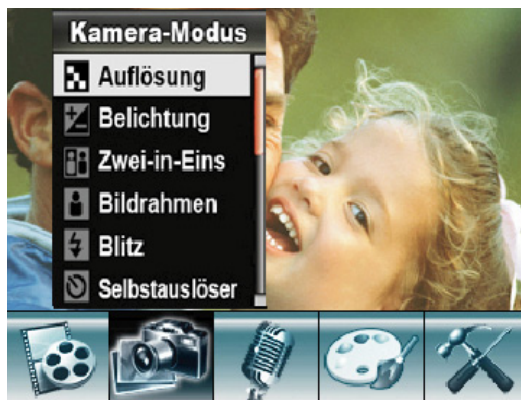 Kamera-Modus
Auflösung
Belichtung
Zwei-in-Eins
Bildrahmen
Blitz
Selbstauslöser